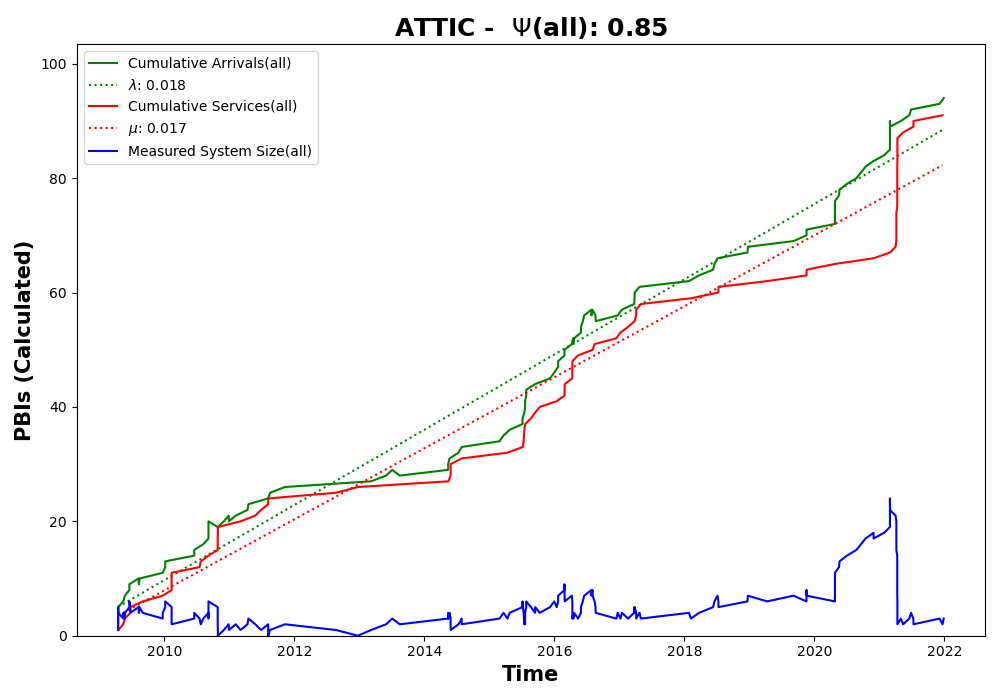 ATTIC - Ψ(all): 0.85
Cumulative Arrivals(all)
λ: 0.018
Cumulative Services(all)
μ: 0.017
Measured System Size(all)
PBIs (Calculated)
100
80
60
40
20
0
2010 2012 2014 2016 2018 2020 2022
Time